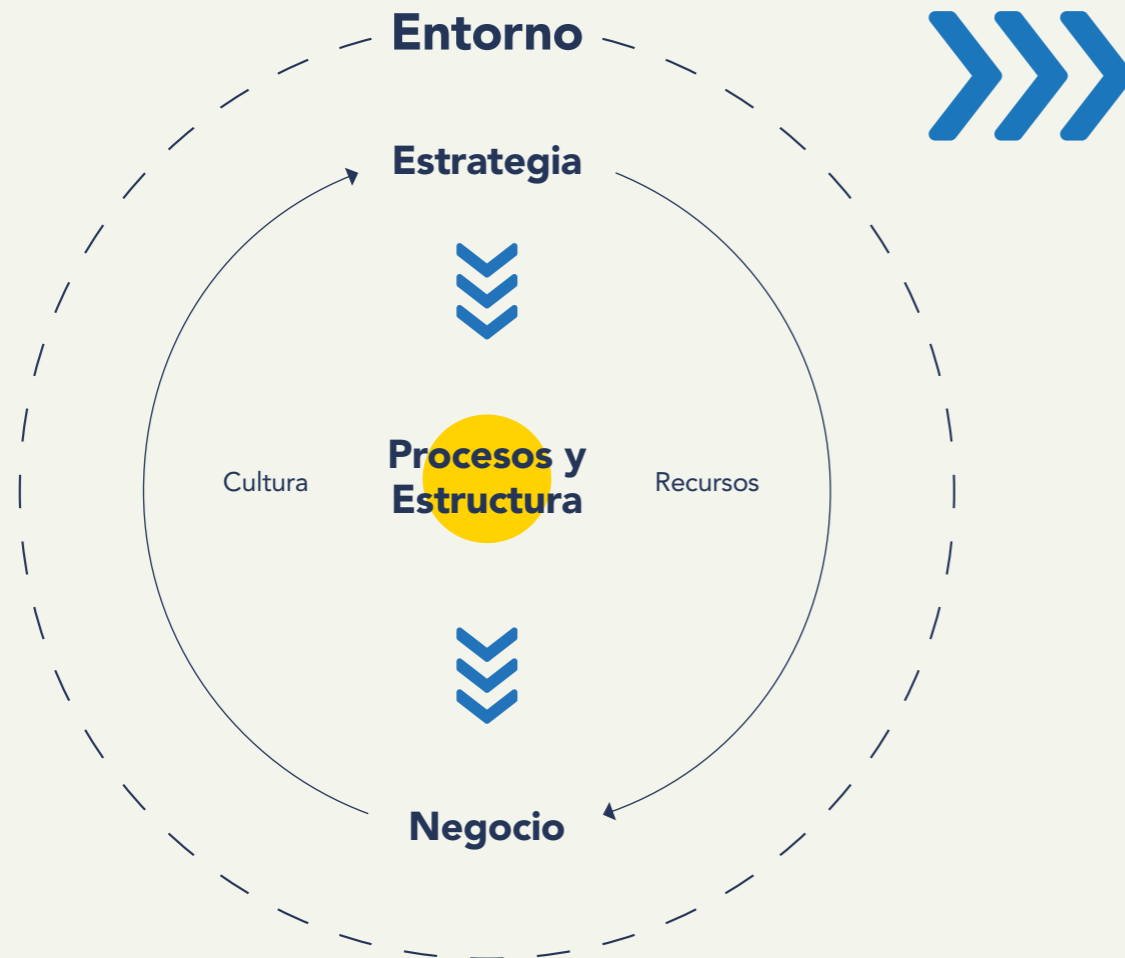 Entorno
Estrategia
Procesos y
Estructura
Cultura
Recursos
Negocio